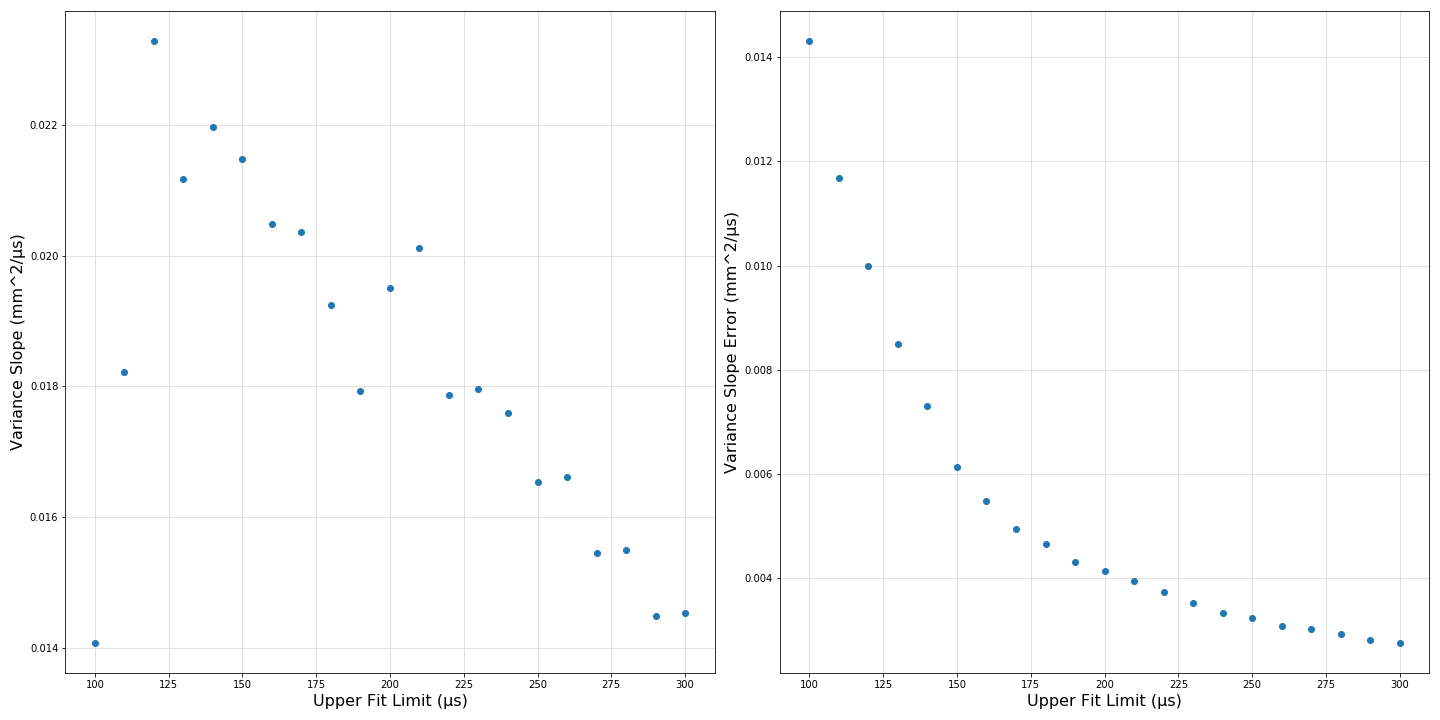 Variance Slope (mm^2/μs)
0.022
0.020
0.018
0.016
0.014
100 125 150 175 200 225 250 275 300
Upper Fit Limit (μs)
Variance Slope Error (mm^2/μs)
0.014
0.012
0.010
0.008
0.006
0.004
100 125 150 175 200 225 250 275 300
Upper Fit Limit (μs)